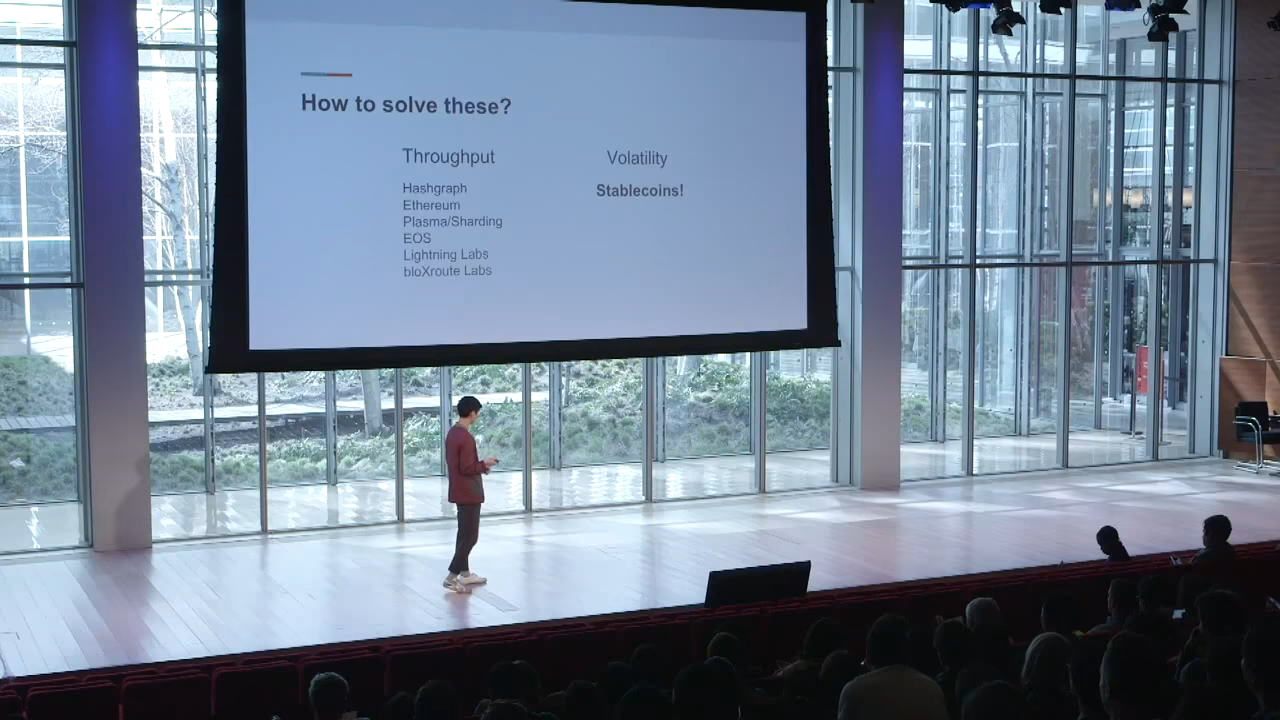 How to solve these?
Throughput
Hashgraph
Ethereum
Plasma/Sharding
EOS
Lightning Labs
bloXroute Labs
Volatility
Stablecoins!